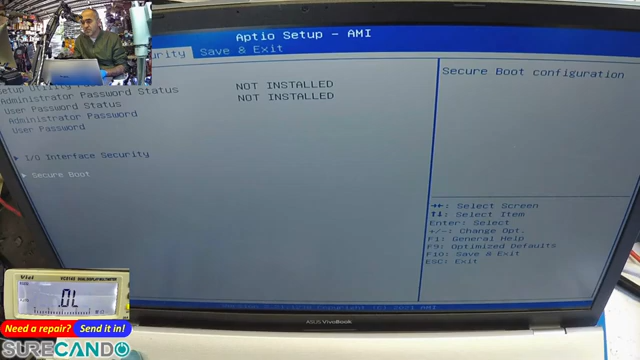 Aptio Setup - AMI
urity Save & Exit
NOT INSTALLED
Administrator Password Status NOT INSTALLED
User Password Status
Administrator Password
User Password
I/O Interface Security
Secure Boot
Secure Boot configuration
→←: Select Screen
↑↓: Select Item
Enter: Select
+/-: Change Opt.
F1: General Help
F9: Optimized Defaults
F10: Save & Exit
ESC: Exit
ASUS VivoBook
.0L
Need a repair? Send it in!
SURECANDO